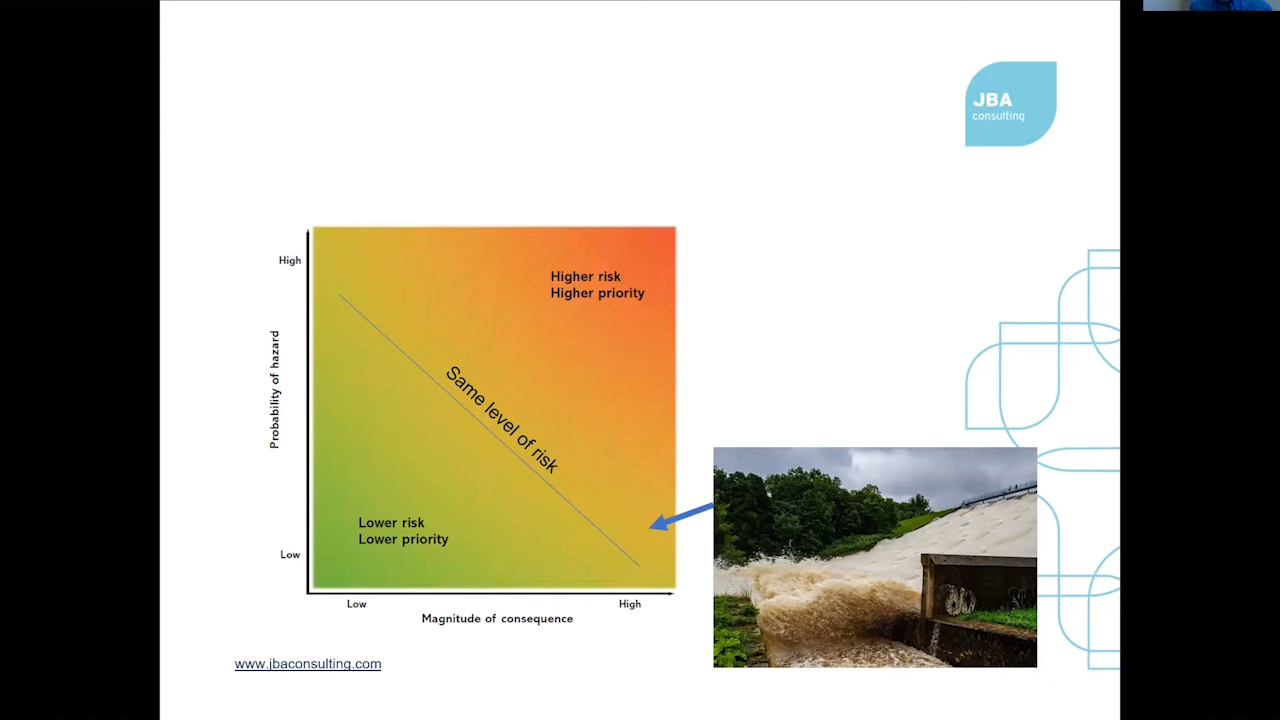 JBA
consulting
High
Higher risk
Higher priority
Probability of hazard
Same level of risk
Lower risk
Lower priority
Low
Low
High
Magnitude of consequence
www.jbaconsulting.com